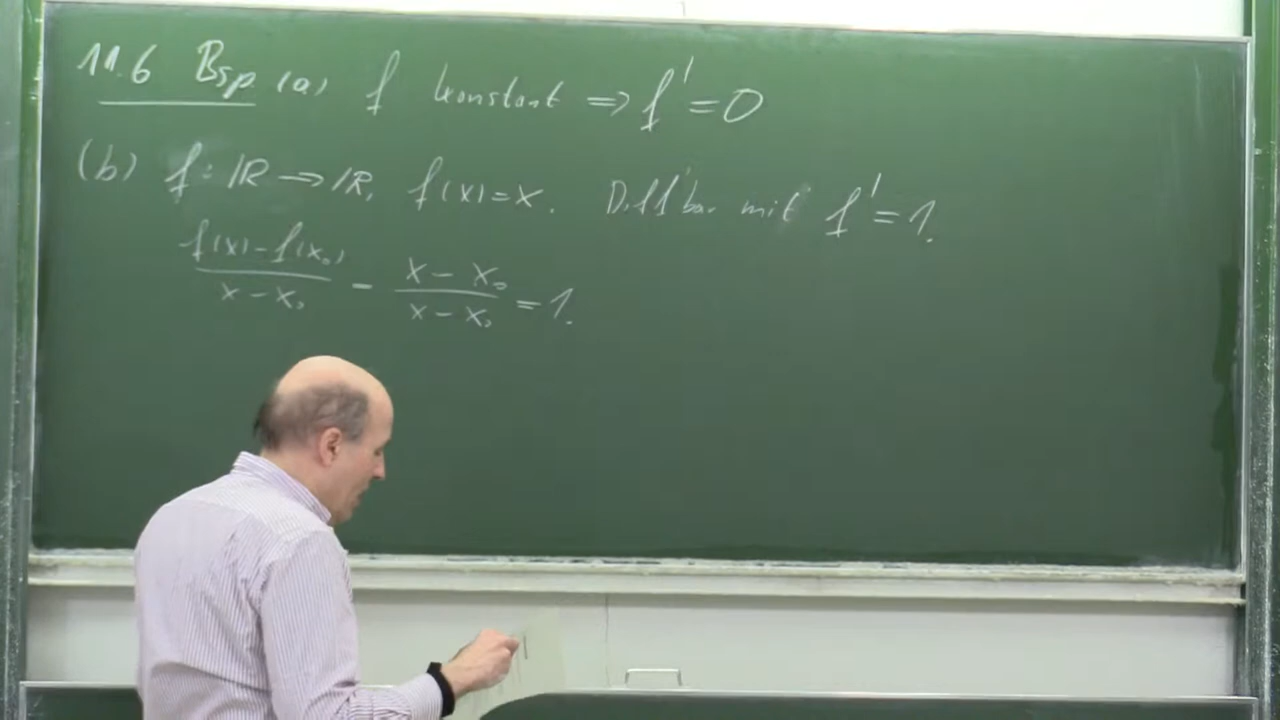 11.6 Bsp (a) f konstant ⇒ f' = 0
(b) f: ℝ → ℝ, f(x) = x. Diff'bar mit f' = 1.
(f(x) - f(x₀))/(x - x₀) - (x - x₀)/(x - x₀) = 1.